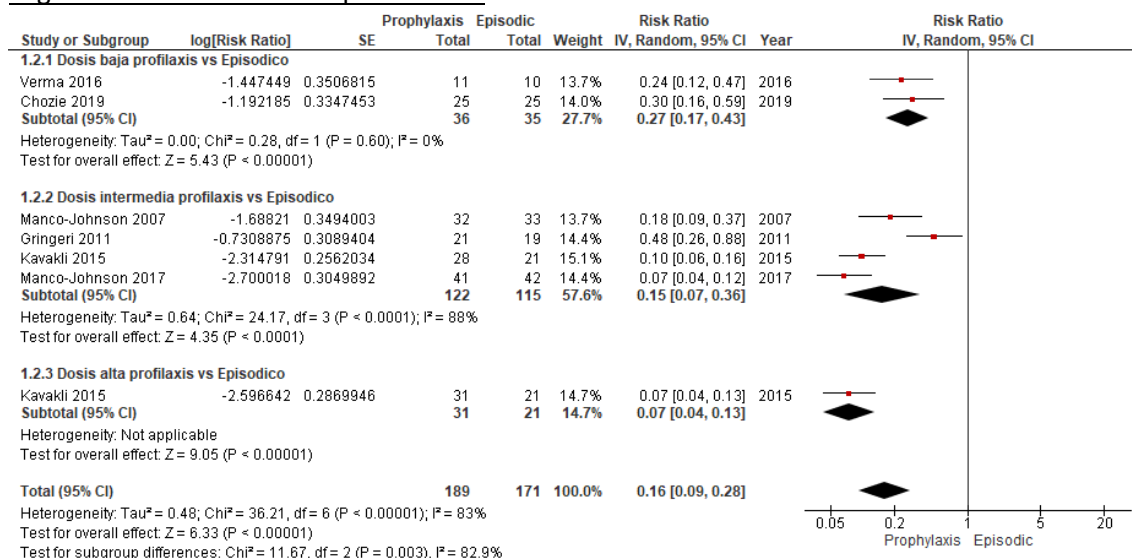 Prophylaxis Episodic Risk Ratio Risk Ratio
Study or Subgroup log[Risk Ratio] SE Total Total Weight IV, Random, 95% CI Year IV, Random, 95% CI
1.2.1 Dosis baja profilaxis vs Episodico
Verma 2016 -1.447449 0.3506815 11 10 13.7% 0.24 [0.12, 0.47] 2016
Chozie 2019 -1.192185 0.3347453 25 25 14.0% 0.30 [0.16, 0.59] 2019
Subtotal (95% CI) 36 35 27.7% 0.27 [0.17, 0.43]
Heterogeneity: Tau² = 0.00; Chi² = 0.28, df = 1 (P = 0.60); I² = 0%
Test for overall effect: Z = 5.43 (P < 0.00001)
1.2.2 Dosis intermedia profilaxis vs Episodico
Manco-Johnson 2007 -1.68821 0.3494003 32 33 13.7% 0.18 [0.09, 0.37] 2007
Gringeri 2011 -0.7308875 0.3089404 21 19 14.4% 0.48 [0.26, 0.88] 2011
Kavakli 2015 -2.314791 0.2562034 28 21 15.1% 0.10 [0.06, 0.16] 2015
Manco-Johnson 2017 -2.700018 0.3049892 41 42 14.4% 0.07 [0.04, 0.12] 2017
Subtotal (95% CI) 122 115 57.6% 0.15 [0.07, 0.36]
Heterogeneity: Tau² = 0.64; Chi² = 24.17, df = 3 (P < 0.0001); I² = 88%
Test for overall effect: Z = 4.35 (P < 0.0001)
1.2.3 Dosis alta profilaxis vs Episodico
Kavakli 2015 -2.596642 0.2869946 31 21 14.7% 0.07 [0.04, 0.13] 2015
Subtotal (95% CI) 31 21 14.7% 0.07 [0.04, 0.13]
Heterogeneity: Not applicable
Test for overall effect: Z = 9.05 (P < 0.00001)
Total (95% CI) 189 171 100.0% 0.16 [0.09, 0.28]
Heterogeneity: Tau² = 0.48; Chi² = 36.21, df = 6 (P < 0.00001); I² = 83%
Test for overall effect: Z = 6.33 (P < 0.00001)
Test for subgroup differences: Chi² = 11.67, df = 2 (P = 0.003), I² = 82.9%
0.05 0.2 1 5 20
Prophylaxis Episodic